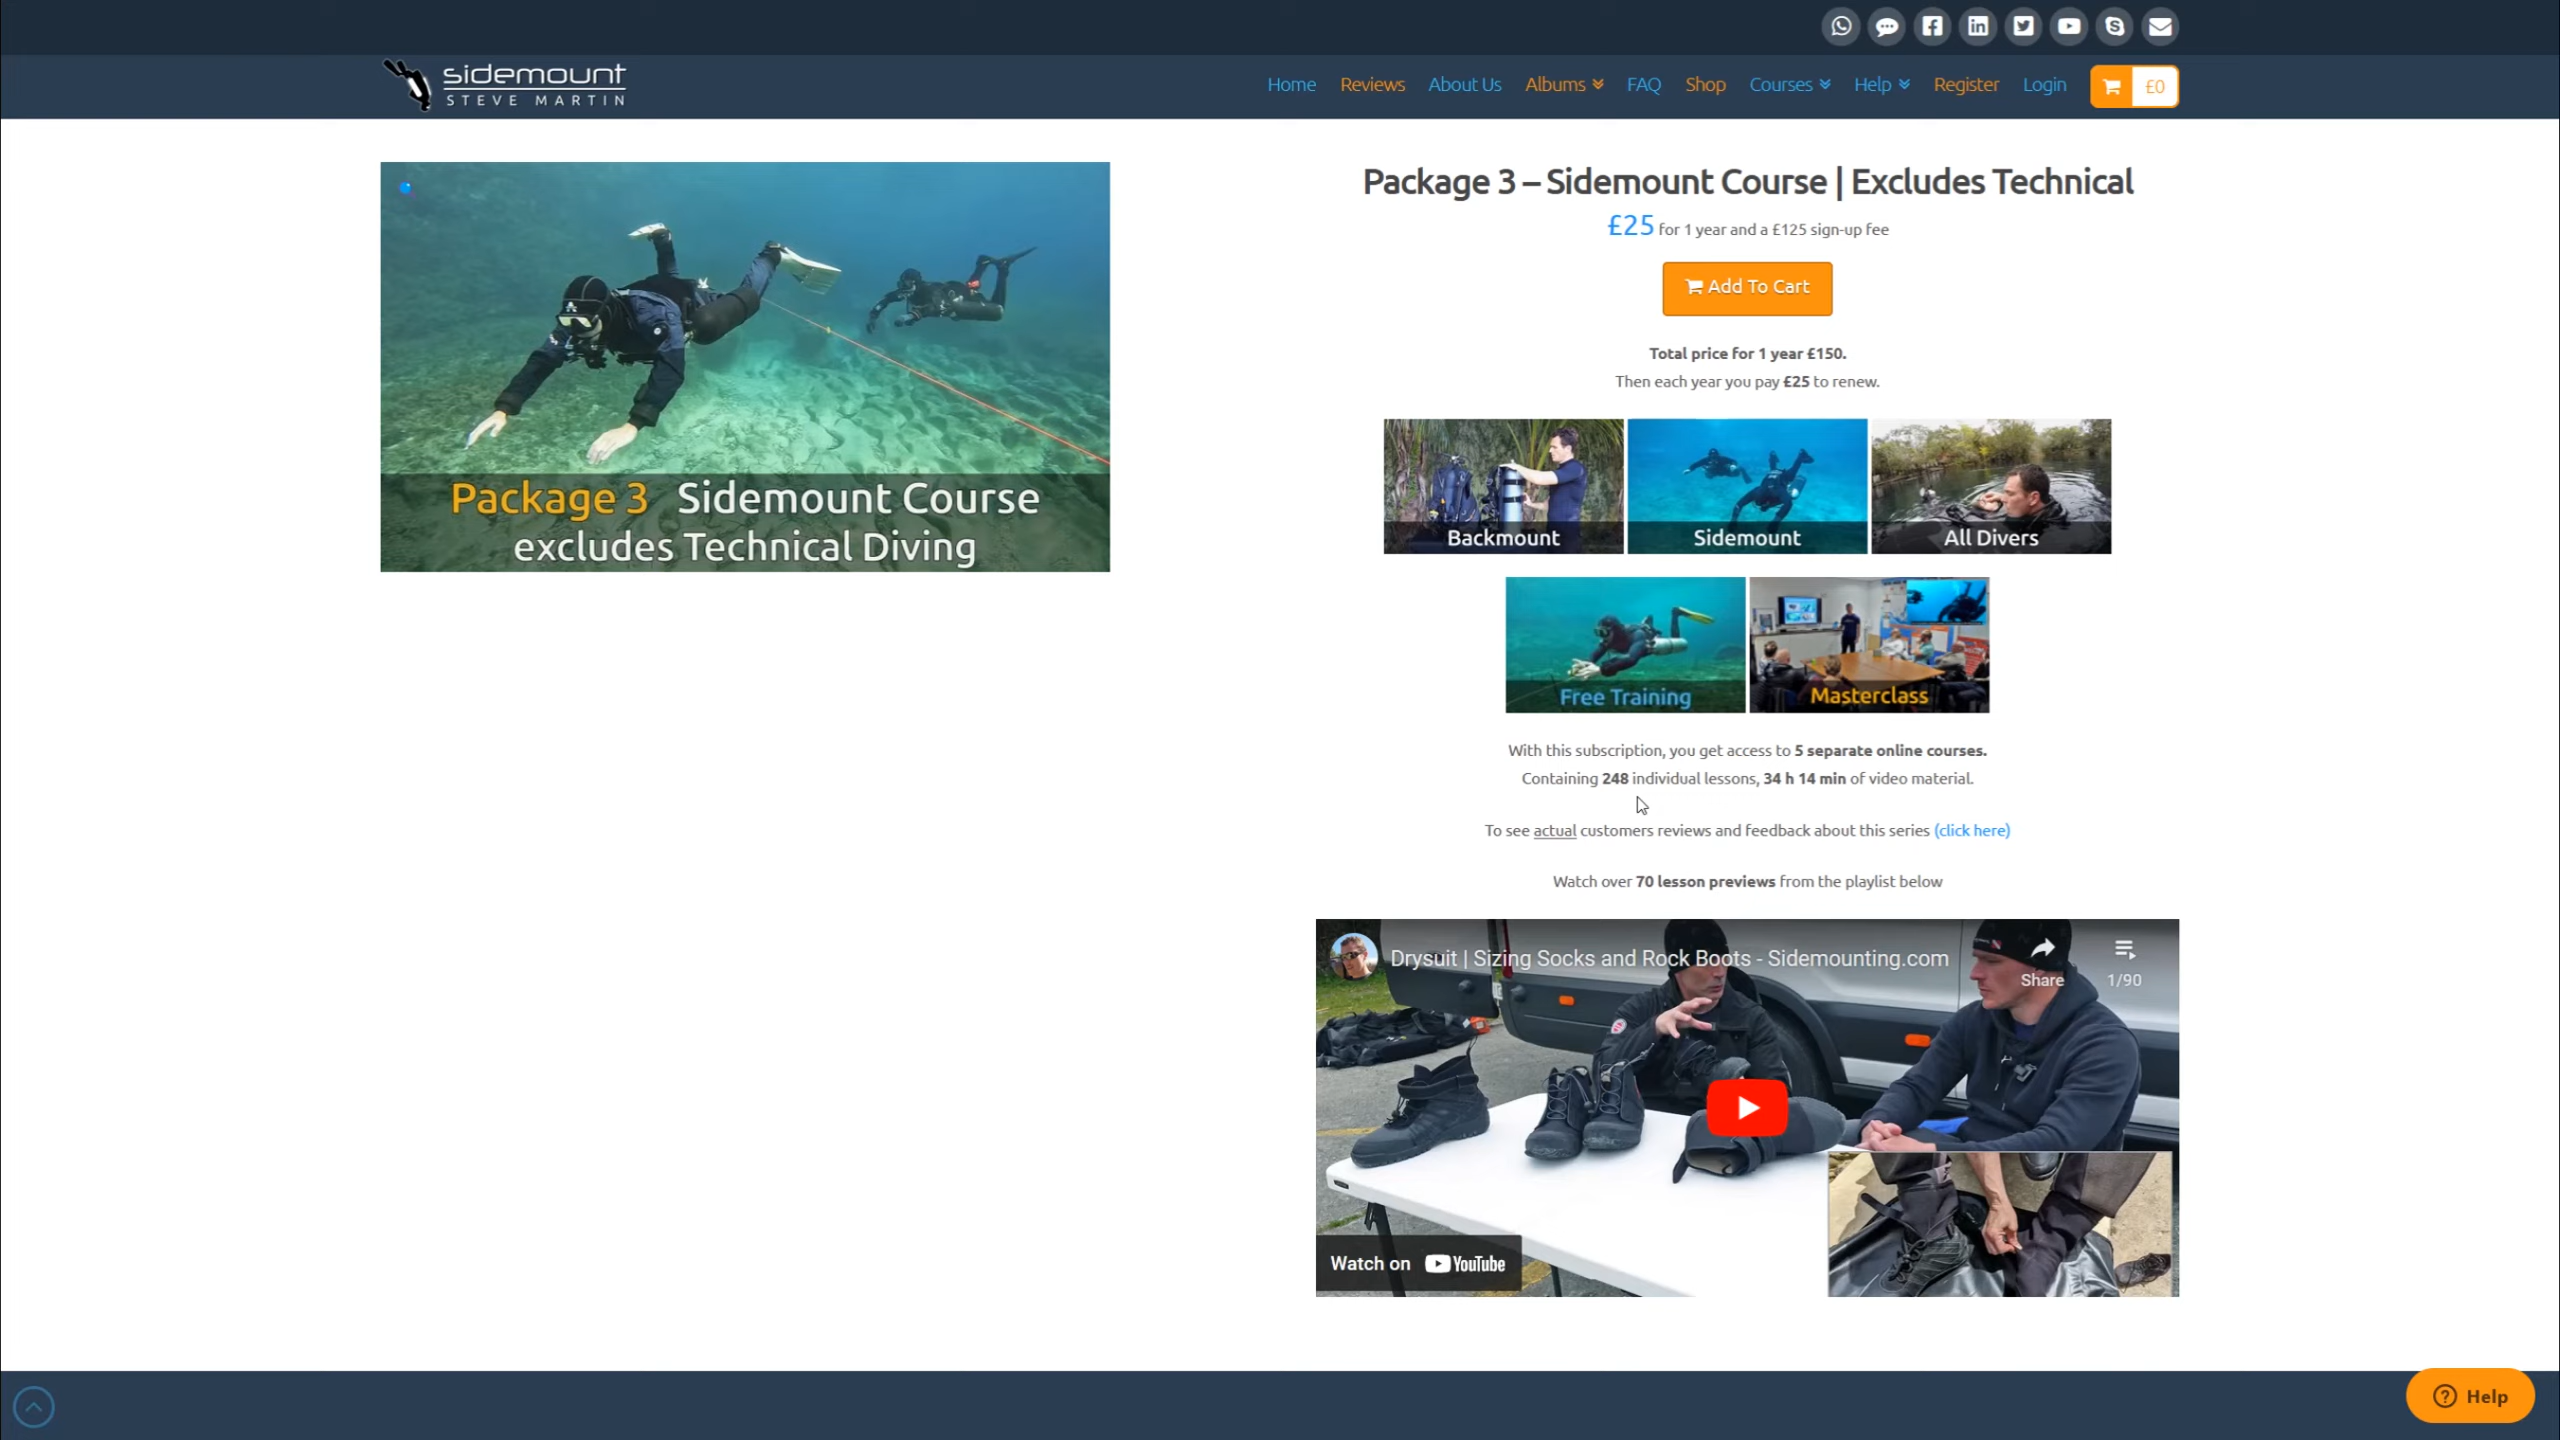 sidemount
STEVE MARTIN
Home Reviews About Us Albums FAQ Shop Courses Help Register Login £0
Package 3 Sidemount Course
excludes Technical Diving
Package 3 – Sidemount Course | Excludes Technical
£25 for 1 year and a £125 sign-up fee
Add To Cart
Total price for 1 year £150.
Then each year you pay £25 to renew.
Backmount Sidemount All Divers
Free Training Masterclass
With this subscription, you get access to 5 separate online courses.
Containing 248 individual lessons, 34 h 14 min of video material.
To see actual customers reviews and feedback about this series (click here)
Watch over 70 lesson previews from the playlist below
Drysuit | Sizing Socks and Rock Boots - Sidemounting.com
Share 1/90
Watch on YouTube
Help